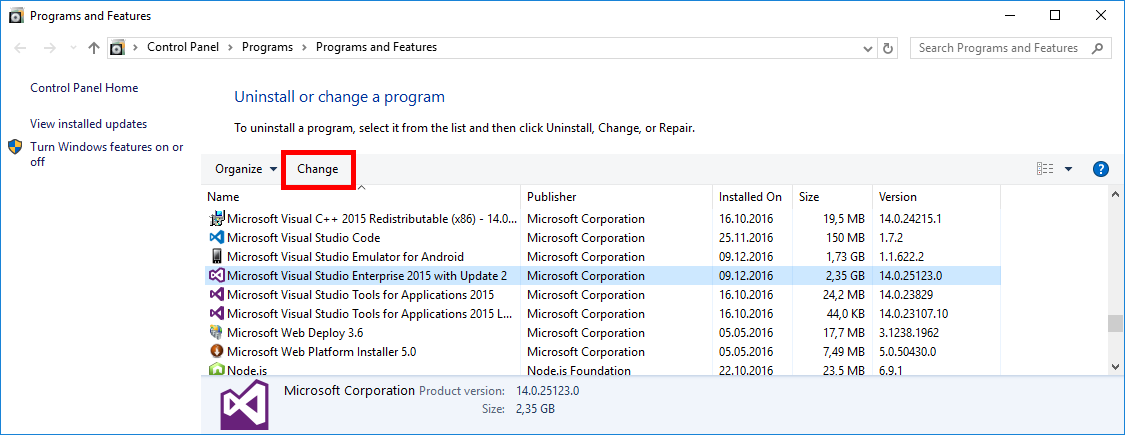 Programs and Features
Control Panel > Programs > Programs and Features
Search Programs and Features
Control Panel Home
View installed updates
Turn Windows features on or
off
Uninstall or change a program
To uninstall a program, select it from the list and then click Uninstall, Change, or Repair.
Organize Change
Name Publisher Installed On Size Version
Microsoft Visual C++ 2015 Redistributable (x86) - 14.0... Microsoft Corporation 16.10.2016 19,5 MB 14.0.24215.1
Microsoft Visual Studio Code Microsoft Corporation 25.11.2016 150 MB 1.7.2
Microsoft Visual Studio Emulator for Android Microsoft Corporation 09.12.2016 1,73 GB 1.1.622.2
Microsoft Visual Studio Enterprise 2015 with Update 2 Microsoft Corporation 09.12.2016 2,35 GB 14.0.25123.0
Microsoft Visual Studio Tools for Applications 2015 Microsoft Corporation 16.10.2016 24,2 MB 14.0.23829
Microsoft Visual Studio Tools for Applications 2015 L... Microsoft Corporation 16.10.2016 44,0 KB 14.0.23107.10
Microsoft Web Deploy 3.6 Microsoft Corporation 05.05.2016 17,7 MB 3.1238.1962
Microsoft Web Platform Installer 5.0 Microsoft Corporation 05.05.2016 7,49 MB 5.0.50430.0
Node.js Node.js Foundation 22.10.2016 23,5 MB 6.9.1
Microsoft Corporation Product version: 14.0.25123.0
Size: 2,35 GB